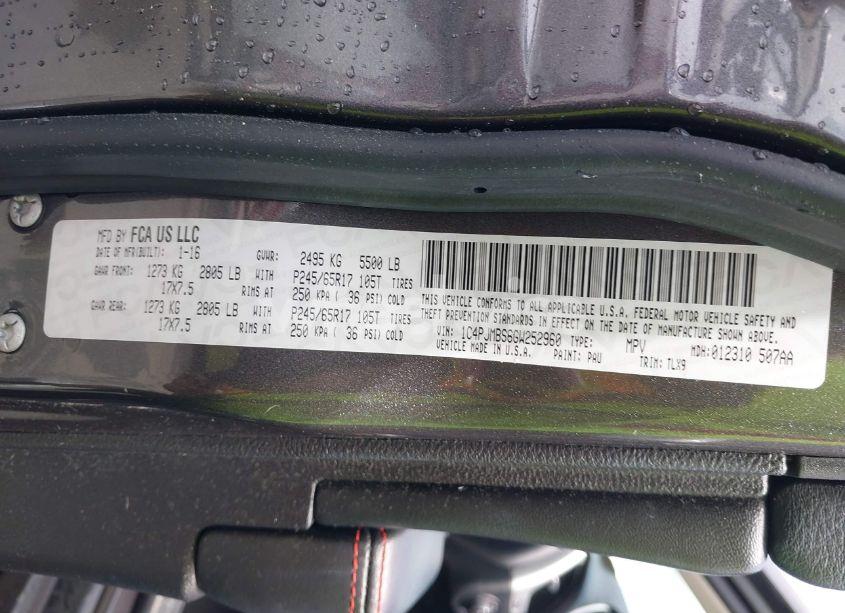 MFD BY FCA US LLC
DATE OF MFR(BUILT): 1-16 GVWR: 2495 KG 5500 LB
GAWR FRONT: 1273 KG 2805 LB WITH P245/65R17 105T TIRES
17X7.5 RIMS AT 250 KPA ( 36 PSI) COLD
GAWR REAR: 1273 KG 2805 LB WITH P245/65R17 105T TIRES
17X7.5 RIMS AT 250 KPA ( 36 PSI) COLD
THIS VEHICLE CONFORMS TO ALL APPLICABLE U.S.A. FEDERAL MOTOR VEHICLE SAFETY AND
THEFT PREVENTION STANDARDS IN EFFECT ON THE DATE OF MANUFACTURE SHOWN ABOVE.
VIN: 1C4PJMBS6GW252960 TYPE: MPV MDH: 012310 507AA
VEHICLE MADE IN U.S.A. PAINT: PAU TRIM: TLX9